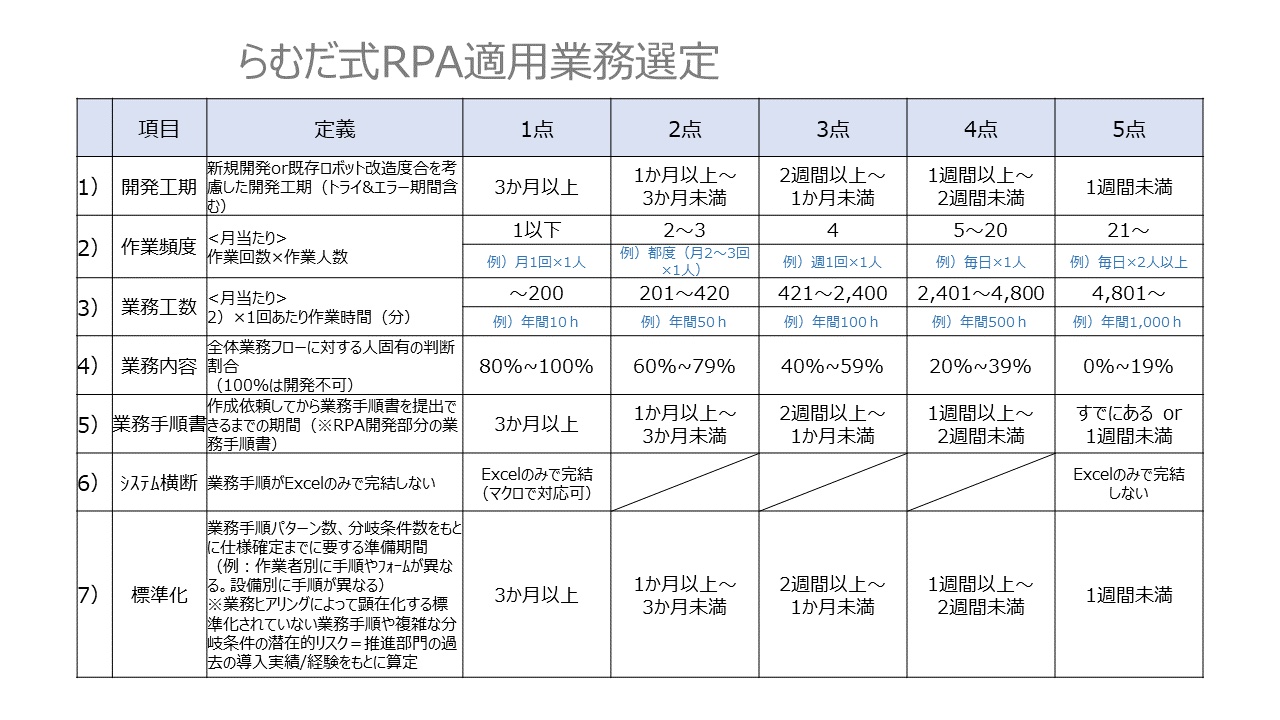 らむだ式RPA適用業務選定
項目
定義
1点
2点
3点
4点
5点
1）
開発工期
新規開発or既存ロボット改造度合を考
慮した開発工期（トライ&エラー期間含
む）
3か月以上
1か月以上～
3か月未満
2週間以上～
1か月未満
1週間以上～
2週間未満
1週間未満
2）
作業頻度
<月当たり>
作業回数×作業人数
1以下
2～3
4
5～20
21～
例）月1回×1人
例）都度（月2～3回
×1人）
例）週1回×1人
例）毎日×1人
例）毎日×2人以上
3）
業務工数
<月当たり>
2）×1回あたり作業時間（分）
～200
201～420
421～2,400
2,401～4,800
4,801～
例）年間10ｈ
例）年間50ｈ
例）年間100ｈ
例）年間500ｈ
例）年間1,000ｈ
4）
業務内容
全体業務フローに対する人固有の判断
割合
（100%は開発不可）
80%~100%
60%~79%
40%~59%
20%~39%
0%~19%
5）
業務手順書
作成依頼してから業務手順書を提出で
きるまでの期間（※RPA開発部分の業
務手順書）
3か月以上
1か月以上～
3か月未満
2週間以上～
1か月未満
1週間以上～
2週間未満
すでにある or
1週間未満
6）
ｼｽﾃﾑ横断
業務手順がExcelのみで完結しない
Excelのみで完結
（マクロで対応可）
Excelのみで完結
しない
7）
標準化
業務手順パターン数、分岐条件数をもと
に仕様確定までに要する準備期間
（例：作業者別に手順やﾌｫｰﾑが異な
る。設備別に手順が異なる）
※業務ヒアリングによって顕在化する標
準化されていない業務手順や複雑な分
岐条件の潜在的リスク＝推進部門の過
去の導入実績/経験をもとに算定
3か月以上
1か月以上～
3か月未満
2週間以上～
1か月未満
1週間以上～
2週間未満
1週間未満